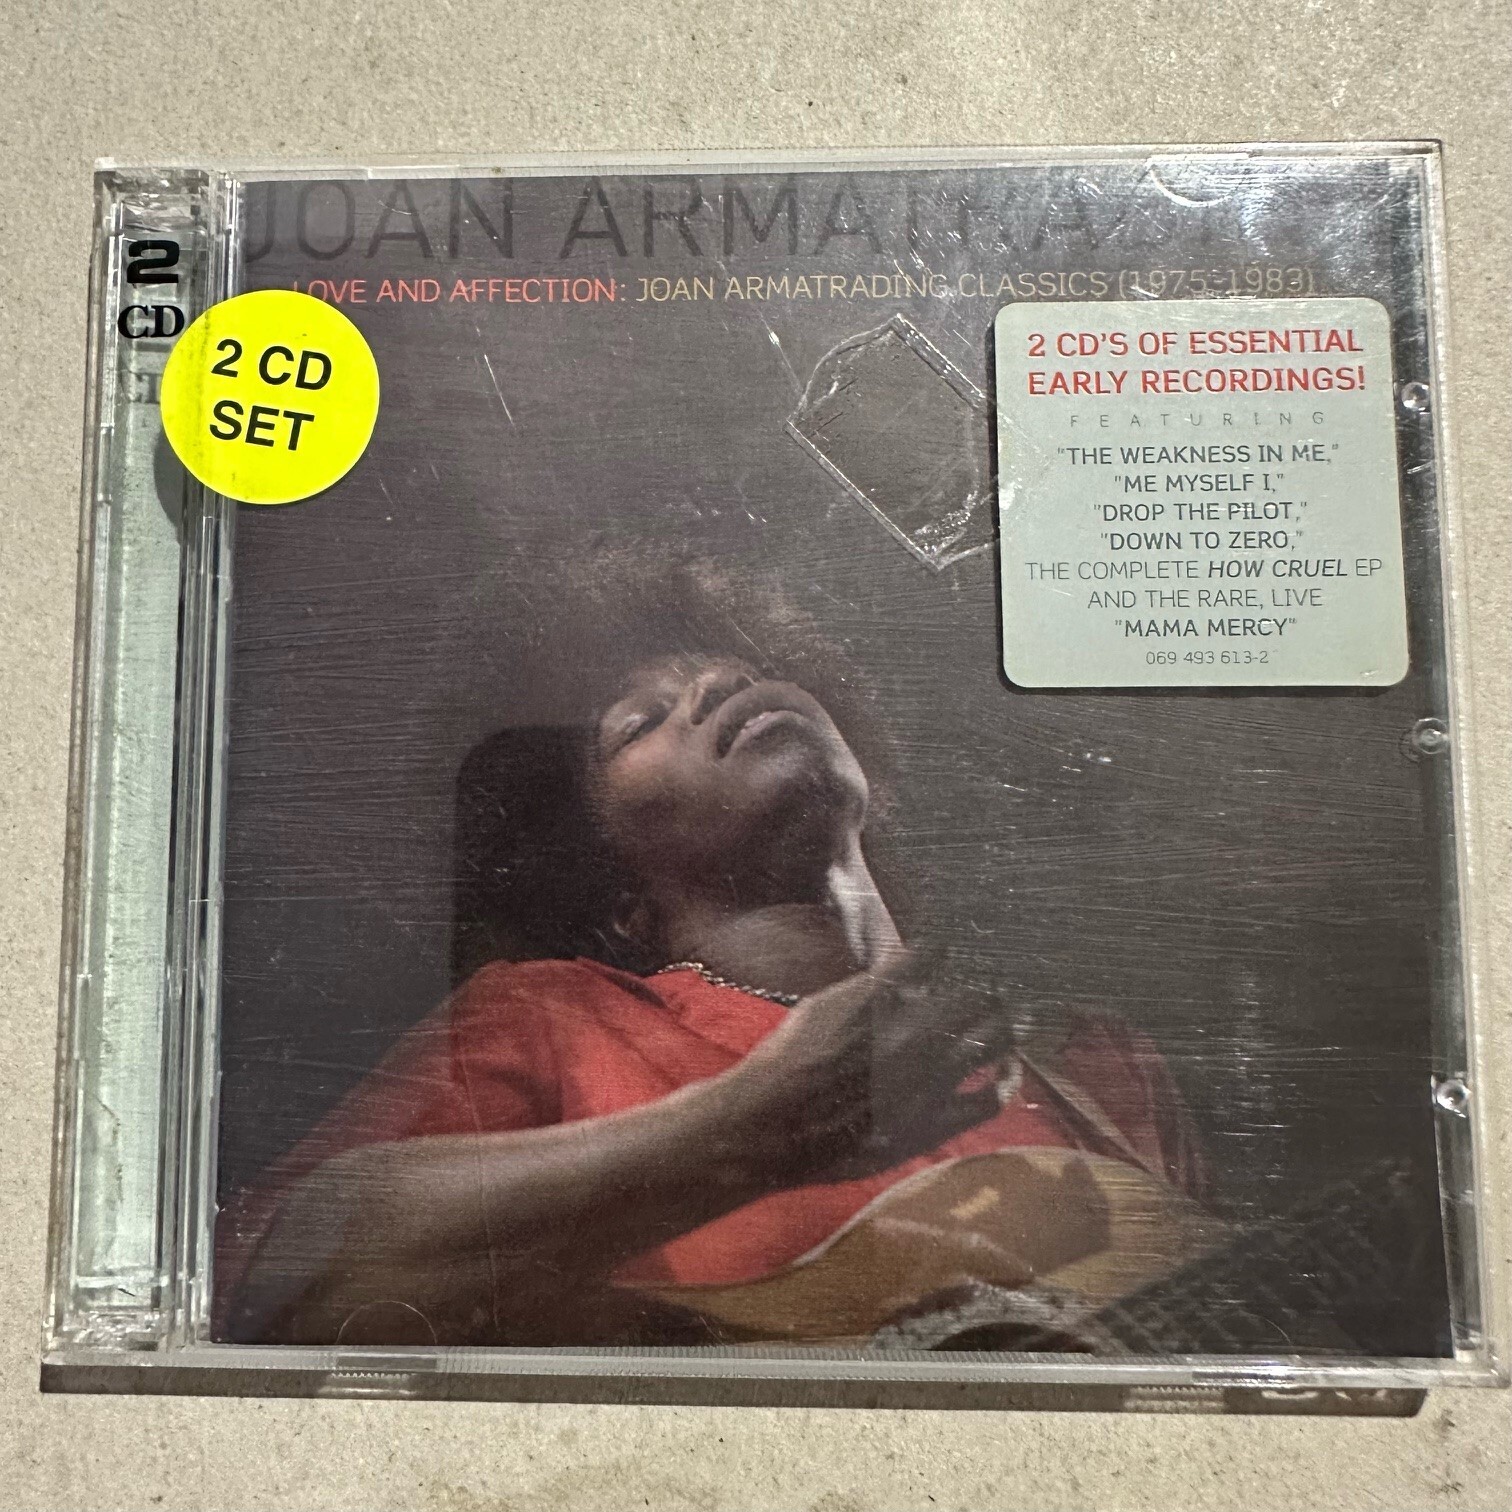 JOAN ARMATRADING
LOVE AND AFFECTION: JOAN ARMATRADING CLASSICS (1975-1983)
2
CD
2 CD
SET
2 CD'S OF ESSENTIAL
EARLY RECORDINGS!
FEATURING
"THE WEAKNESS IN ME,"
"ME MYSELF I,"
"DROP THE PILOT,"
"DOWN TO ZERO,"
THE COMPLETE HOW CRUEL EP
AND THE RARE, LIVE
"MAMA MERCY"
069 493 613-2